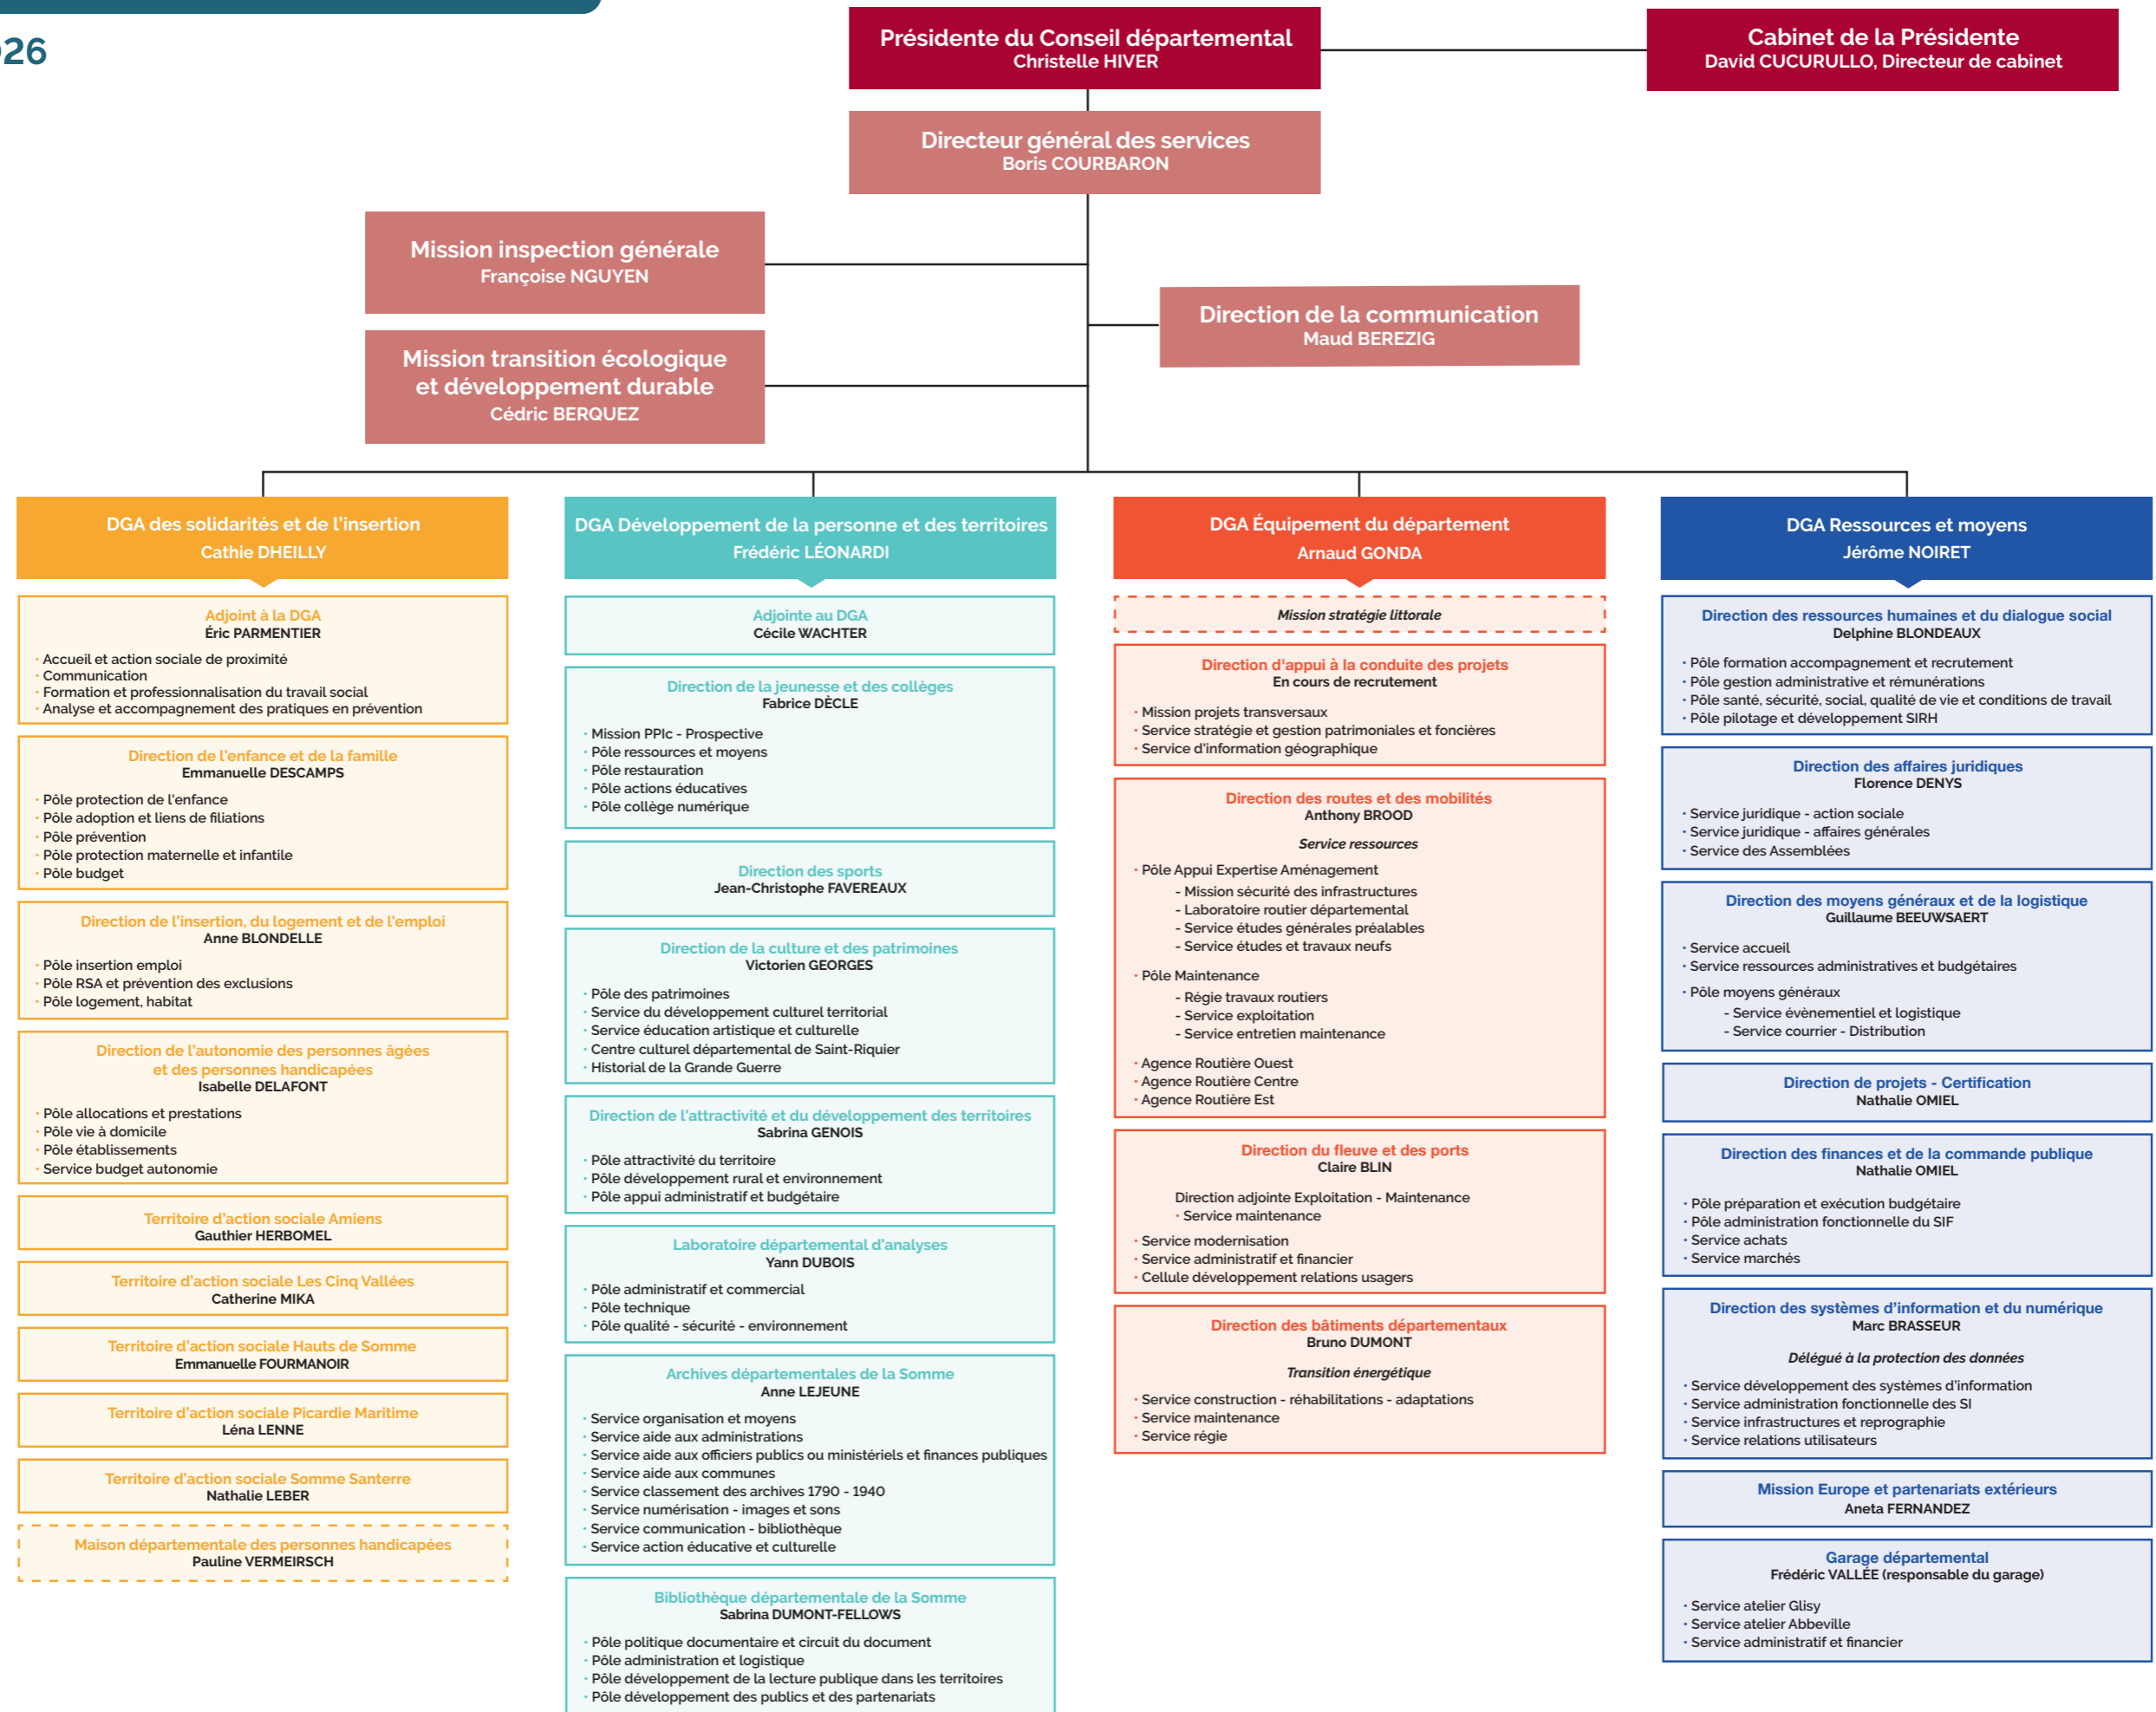 026
Présidente du Conseil départemental
Christelle HIVER
Cabinet de la Présidente
David CUCURULLO, Directeur de cabinet
Directeur général des services
Boris COURBARON
Mission inspection générale
Françoise NGUYEN
Direction de la communication
Maud BEREZIG
Mission transition écologique
et développement durable
Cédric BERQUEZ
DGA des solidarités et de l'insertion
Cathie DHEILLY
Adjoint à la DGA
Éric PARMENTIER
· Accueil et action sociale de proximité
· Communication
· Formation et professionnalisation du travail social
· Analyse et accompagnement des pratiques en prévention
Direction de l'enfance et de la famille
Emmanuelle DESCAMPS
· Pôle protection de l'enfance
· Pôle adoption et liens de filiations
· Pôle prévention
· Pôle protection maternelle et infantile
· Pôle budget
Direction de l'insertion, du logement et de l'emploi
Anne BLONDELLE
· Pôle insertion emploi
· Pôle RSA et prévention des exclusions
· Pôle logement, habitat
Direction de l'autonomie des personnes âgées
et des personnes handicapées
Isabelle DELAFONT
· Pôle allocations et prestations
· Pôle vie à domicile
· Pôle établissements
· Service budget autonomie
Territoire d'action sociale Amiens
Gauthier HERBOMEL
Territoire d'action sociale Les Cinq Vallées
Catherine MIKA
Territoire d'action sociale Hauts de Somme
Emmanuelle FOURMANOIR
Territoire d'action sociale Picardie Maritime
Léna LENNE
Territoire d'action sociale Somme Santerre
Nathalie LEBER
Maison départementale des personnes handicapées
Pauline VERMEIRSCH
DGA Développement de la personne et des territoires
Frédéric LÉONARDI
Adjointe au DGA
Cécile WACHTER
Direction de la jeunesse et des collèges
Fabrice DÈCLE
· Mission PPIc - Prospective
· Pôle ressources et moyens
· Pôle restauration
· Pôle actions éducatives
· Pôle collège numérique
Direction des sports
Jean-Christophe FAVEREAUX
Direction de la culture et des patrimoines
Victorien GEORGES
· Pôle des patrimoines
· Service du développement culturel territorial
· Service éducation artistique et culturelle
· Centre culturel départemental de Saint-Riquier
· Historial de la Grande Guerre
Direction de l'attractivité et du développement des territoires
Sabrina GENOIS
· Pôle attractivité du territoire
· Pôle développement rural et environnement
· Pôle appui administratif et budgétaire
Laboratoire départemental d'analyses
Yann DUBOIS
· Pôle administratif et commercial
· Pôle technique
· Pôle qualité - sécurité - environnement
Archives départementales de la Somme
Anne LEJEUNE
· Service organisation et moyens
· Service aide aux administrations
· Service aide aux officiers publics ou ministériels et finances publiques
· Service aide aux communes
· Service classement des archives 1790 - 1940
· Service numérisation - images et sons
· Service communication - bibliothèque
· Service action éducative et culturelle
Bibliothèque départementale de la Somme
Sabrina DUMONT-FELLOWS
· Pôle politique documentaire et circuit du document
· Pôle administration et logistique
· Pôle développement de la lecture publique dans les territoires
· Pôle développement des publics et des partenariats
DGA Équipement du département
Arnaud GONDA
Mission stratégie littorale
Direction d'appui à la conduite des projets
En cours de recrutement
· Mission projets transversaux
· Service stratégie et gestion patrimoniales et foncières
· Service d'information géographique
Direction des routes et des mobilités
Anthony BROOD
Service ressources
· Pôle Appui Expertise Aménagement
- Mission sécurité des infrastructures
- Laboratoire routier départemental
- Service études générales préalables
- Service études et travaux neufs
· Pôle Maintenance
- Régie travaux routiers
- Service exploitation
- Service entretien maintenance
· Agence Routière Ouest
· Agence Routière Centre
· Agence Routière Est
Direction du fleuve et des ports
Claire BLIN
Direction adjointe Exploitation - Maintenance
· Service maintenance
· Service modernisation
· Service administratif et financier
· Cellule développement relations usagers
Direction des bâtiments départementaux
Bruno DUMONT
Transition énergétique
· Service construction - réhabilitations - adaptations
· Service maintenance
· Service régie
DGA Ressources et moyens
Jérôme NOIRET
Direction des ressources humaines et du dialogue social
Delphine BLONDEAUX
· Pôle formation accompagnement et recrutement
· Pôle gestion administrative et rémunérations
· Pôle santé, sécurité, social, qualité de vie et conditions de travail
· Pôle pilotage et développement SIRH
Direction des affaires juridiques
Florence DENYS
· Service juridique - action sociale
· Service juridique - affaires générales
· Service des Assemblées
Direction des moyens généraux et de la logistique
Guillaume BEEUWSAERT
· Service accueil
· Service ressources administratives et budgétaires
· Pôle moyens généraux
- Service évènementiel et logistique
- Service courrier - Distribution
Direction de projets - Certification
Nathalie OMIEL
Direction des finances et de la commande publique
Nathalie OMIEL
· Pôle préparation et exécution budgétaire
· Pôle administration fonctionnelle du SIF
· Service achats
· Service marchés
Direction des systèmes d'information et du numérique
Marc BRASSEUR
Délégué à la protection des données
· Service développement des systèmes d'information
· Service administration fonctionnelle des SI
· Service infrastructures et reprographie
· Service relations utilisateurs
Mission Europe et partenariats extérieurs
Aneta FERNANDEZ
Garage départemental
Frédéric VALLÉE (responsable du garage)
· Service atelier Glisy
· Service atelier Abbeville
· Service administratif et financier